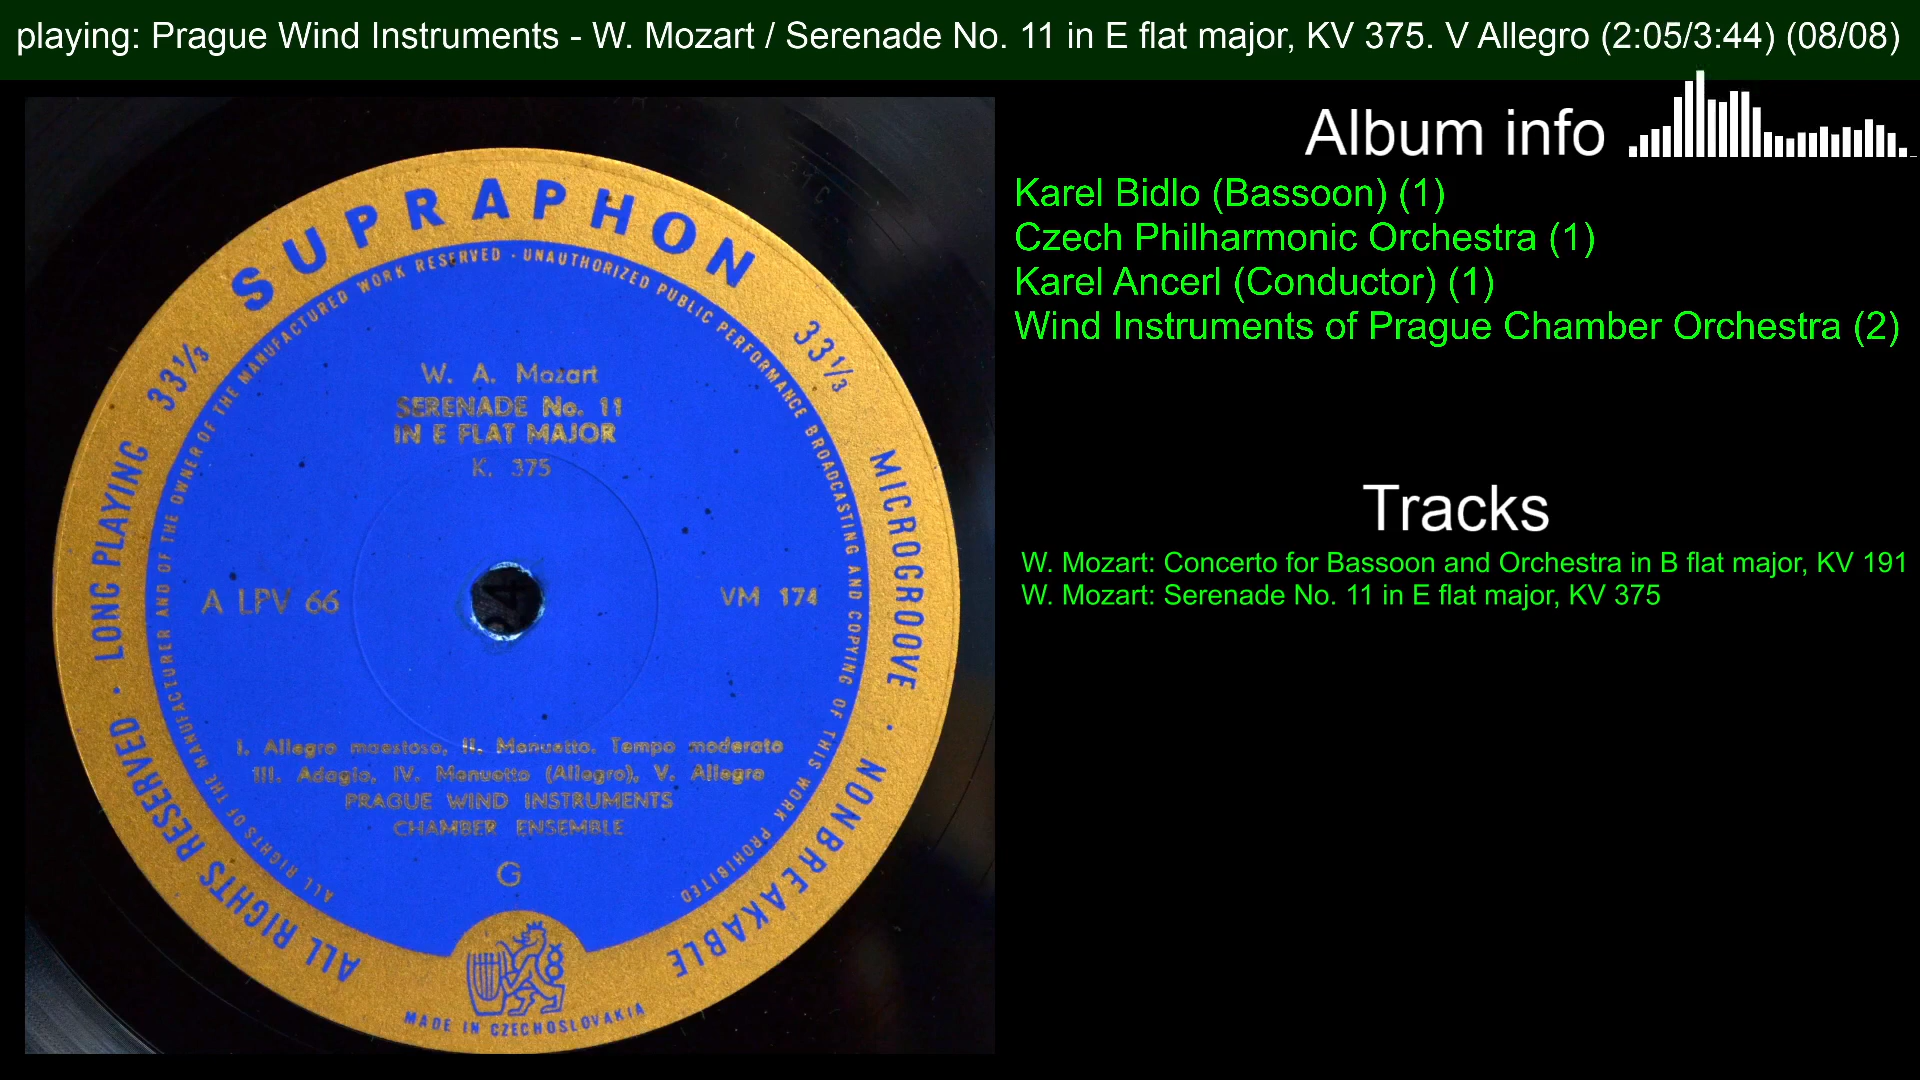 playing: Prague Wind Instruments - W. Mozart / Serenade No. 11 in E flat major, KV 375. V Allegro (2:05/3:44) (08/08)
Album info
Karel Bidlo (Bassoon) (1)
Czech Philharmonic Orchestra (1)
Karel Ancerl (Conductor) (1)
Wind Instruments of Prague Chamber Orchestra (2)
Tracks
W. Mozart: Concerto for Bassoon and Orchestra in B flat major, KV 191
W. Mozart: Serenade No. 11 in E flat major, KV 375
SUPRAPHON
ALL RIGHTS RESERVED · LONG PLAYING 33⅓
33⅓ MICROGROOVE · NONBREAKABLE
ALL RIGHTS OF THE MANUFACTURER AND OF THE OWNER OF THE MANUFACTURED WORK RESERVED · UNAUTHORIZED PUBLIC PERFORMANCE BROADCASTING AND COPYING OF THIS WORK PROHIBITED
W. A. Mozart
SERENADE No. 11
IN E FLAT MAJOR
K. 375
A LPV 66
VM 174
I. Allegro maestoso, II. Menuetto. Tempo moderato
III. Adagio, IV. Menuetto (Allegro), V. Allegro
PRAGUE WIND INSTRUMENTS
CHAMBER ENSEMBLE
G
MADE IN CZECHOSLOVAKIA